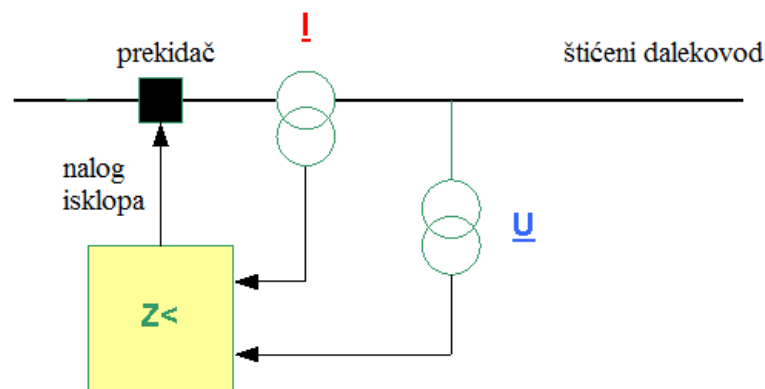 I
prekidač
štićeni dalekovod
nalog
isklopa
U
Z<